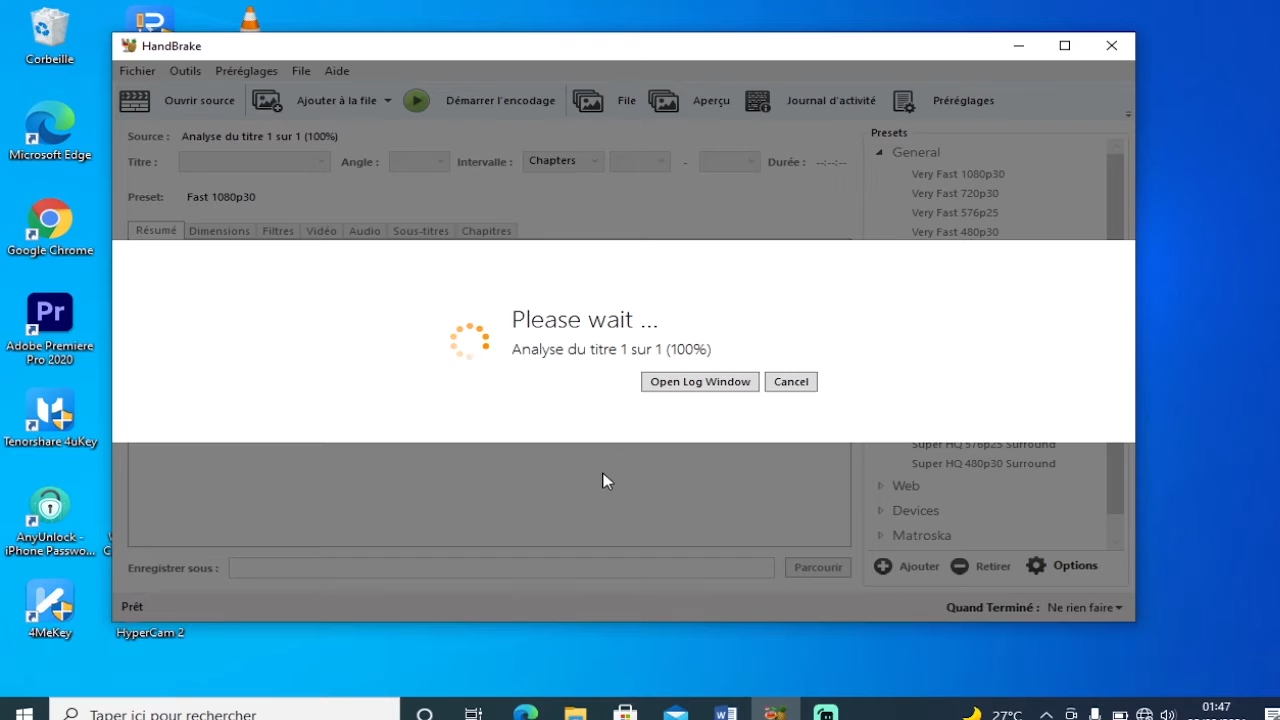 Corbeille
Microsoft Edge
Google Chrome
Adobe Premiere
Pro 2020
Tenorshare 4uKey
AnyUnlock -
iPhone Passwo...
4MeKey
HyperCam 2
HandBrake
Fichier Outils Préréglages File Aide
Ouvrir source Ajouter à la file Démarrer l'encodage File Aperçu Journal d'activité Préréglages
Source : Analyse du titre 1 sur 1 (100%)
Titre : Angle : Intervalle : Chapters - Durée : --:--:--
Preset: Fast 1080p30
Résumé Dimensions Filtres Vidéo Audio Sous-titres Chapitres
Presets
General
Very Fast 1080p30
Very Fast 720p30
Very Fast 576p25
Very Fast 480p30
Please wait ...
Analyse du titre 1 sur 1 (100%)
Open Log Window Cancel
Super HQ 576p25 Surround
Super HQ 480p30 Surround
Web
Devices
Matroska
Ajouter Retirer Options
Enregistrer sous : Parcourir
Prêt Quand Terminé : Ne rien faire
Taper ici pour rechercher 27°C 01:47